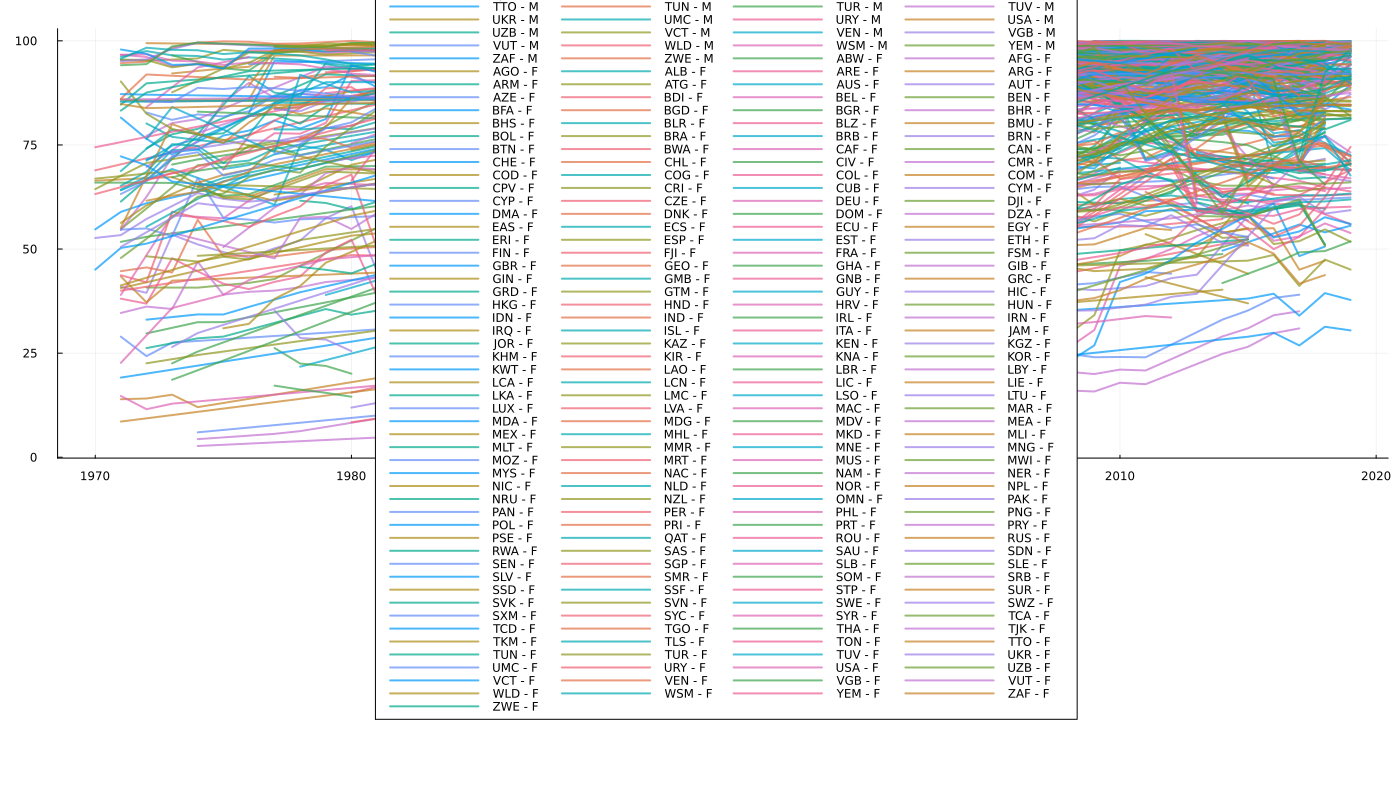 TTO - M TUN - M TUR - M TUV - M
UKR - M UMC - M URY - M USA - M
UZB - M VCT - M VEN - M VGB - M
100 VUT - M WLD - M WSM - M YEM - M
ZAF - M ZWE - M ABW - F AFG - F
AGO - F ALB - F ARE - F ARG - F
ARM - F ATG - F AUS - F AUT - F
AZE - F BDI - F BEL - F BEN - F
BFA - F BGD - F BGR - F BHR - F
BHS - F BLR - F BLZ - F BMU - F
BOL - F BRA - F BRB - F BRN - F
75 BTN - F BWA - F CAF - F CAN - F
CHE - F CHL - F CIV - F CMR - F
COD - F COG - F COL - F COM - F
CPV - F CRI - F CUB - F CYM - F
CYP - F CZE - F DEU - F DJI - F
DMA - F DNK - F DOM - F DZA - F
EAS - F ECS - F ECU - F EGY - F
ERI - F ESP - F EST - F ETH - F
50 FIN - F FJI - F FRA - F FSM - F
GBR - F GEO - F GHA - F GIB - F
GIN - F GMB - F GNB - F GRC - F
GRD - F GTM - F GUY - F HIC - F
HKG - F HND - F HRV - F HUN - F
IDN - F IND - F IRL - F IRN - F
IRQ - F ISL - F ITA - F JAM - F
JOR - F KAZ - F KEN - F KGZ - F
25 KHM - F KIR - F KNA - F KOR - F
KWT - F LAO - F LBR - F LBY - F
LCA - F LCN - F LIC - F LIE - F
LKA - F LMC - F LSO - F LTU - F
LUX - F LVA - F MAC - F MAR - F
MDA - F MDG - F MDV - F MEA - F
MEX - F MHL - F MKD - F MLI - F
MLT - F MMR - F MNE - F MNG - F
0 MOZ - F MRT - F MUS - F MWI - F
1970 1980 MYS - F NAC - F NAM - F NER - F 2010 2020
NIC - F NLD - F NOR - F NPL - F
NRU - F NZL - F OMN - F PAK - F
PAN - F PER - F PHL - F PNG - F
POL - F PRI - F PRT - F PRY - F
PSE - F QAT - F ROU - F RUS - F
RWA - F SAS - F SAU - F SDN - F
SEN - F SGP - F SLB - F SLE - F
SLV - F SMR - F SOM - F SRB - F
SSD - F SSF - F STP - F SUR - F
SVK - F SVN - F SWE - F SWZ - F
SXM - F SYC - F SYR - F TCA - F
TCD - F TGO - F THA - F TJK - F
TKM - F TLS - F TON - F TTO - F
TUN - F TUR - F TUV - F UKR - F
UMC - F URY - F USA - F UZB - F
VCT - F VEN - F VGB - F VUT - F
WLD - F WSM - F YEM - F ZAF - F
ZWE - F